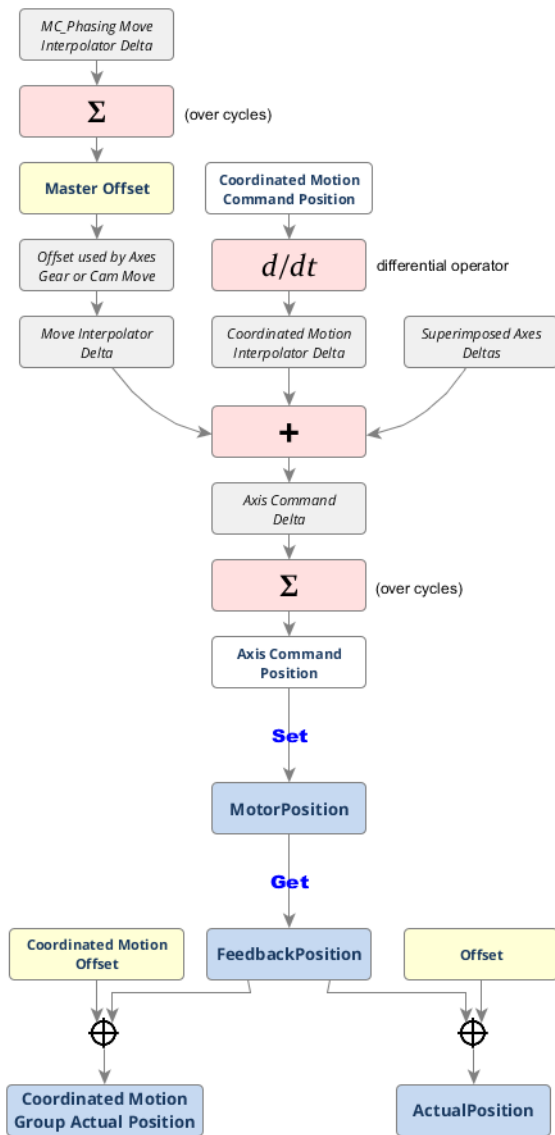 MC_Phasing Move
Interpolator Delta
Σ
(over cycles)
Master Offset
Coordinated Motion
Command Position
Offset used by Axes
Gear or Cam Move
d/dt
differential operator
Move Interpolator
Delta
Coordinated Motion
Interpolator Delta
Superimposed Axes
Deltas
+
Axis Command
Delta
Σ
(over cycles)
Axis Command
Position
Set
MotorPosition
Get
Coordinated Motion
Offset
FeedbackPosition
Offset
Coordinated Motion
Group Actual Position
ActualPosition